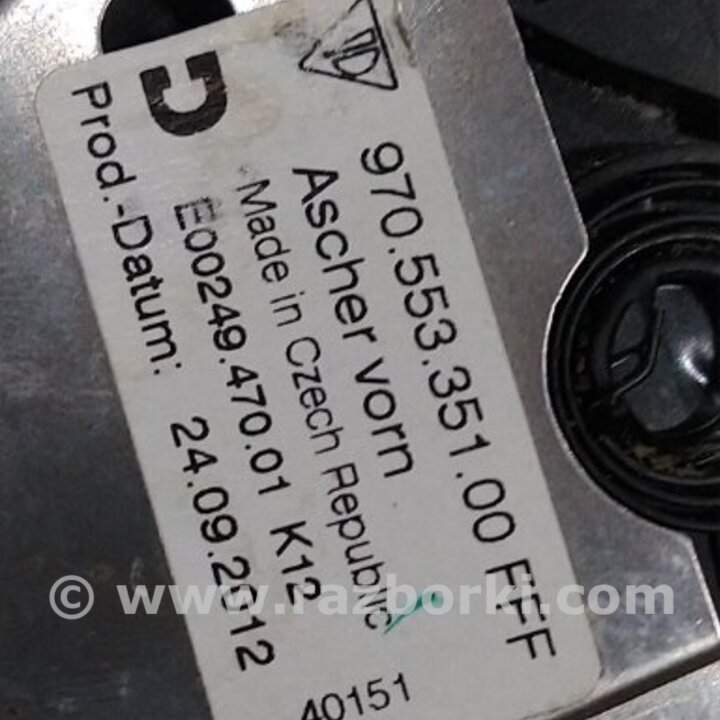 970.553.351.00 FFF
Ascher vorn
Made in Czech Republic
E00249.470.01 K12
Prod.-Datum: 24.09.2012
40151
© www.razborki.com